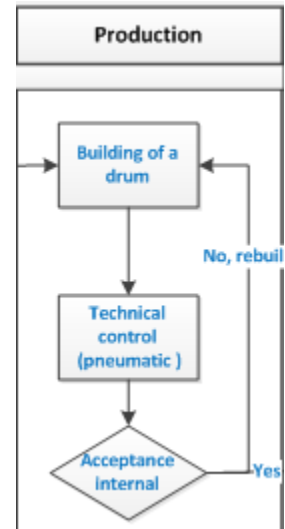 Production
Building of a
drum
No, rebuil
Technical
control
(pneumatic )
Acceptance
internal
Yes